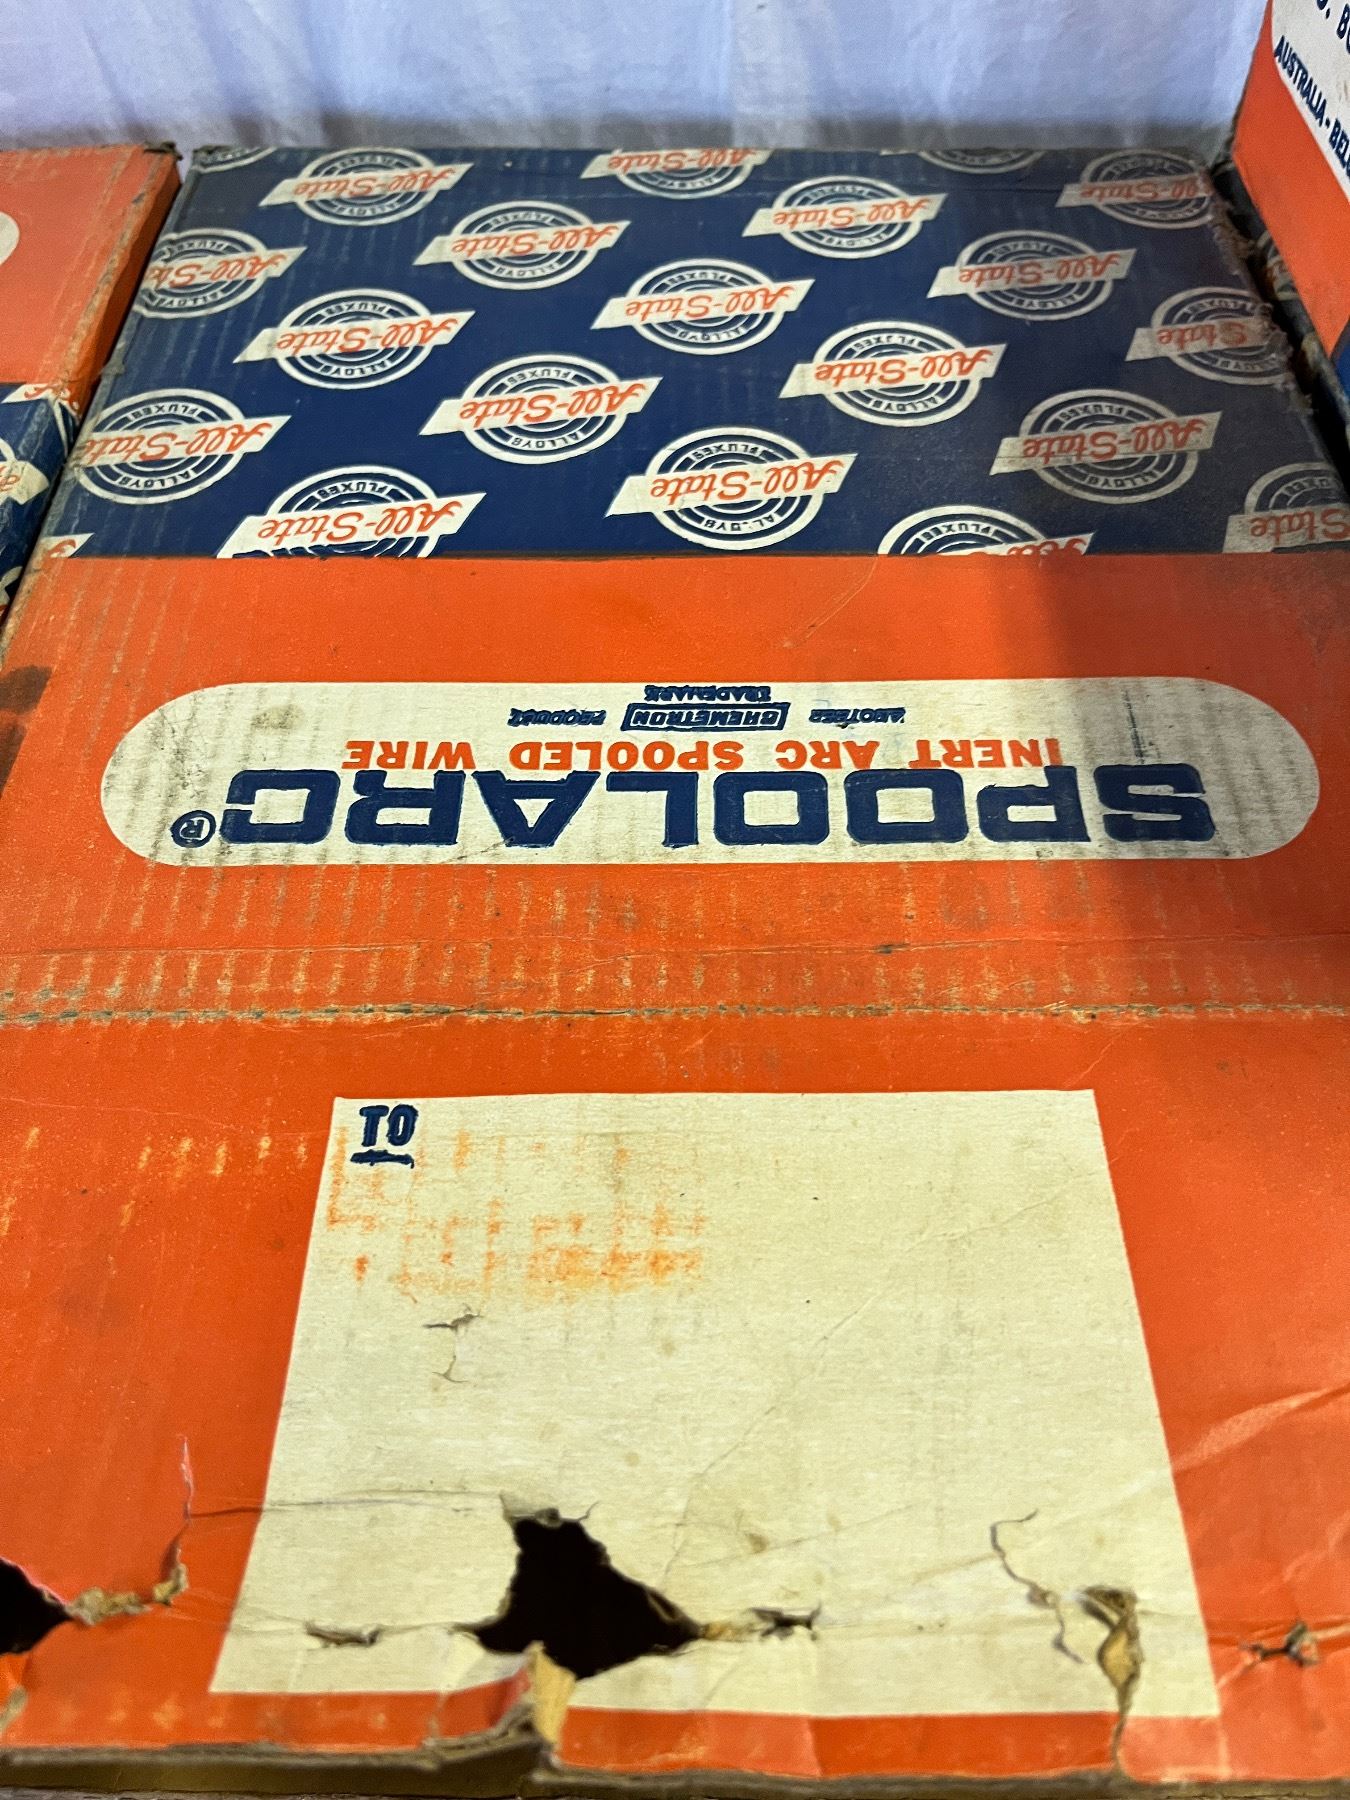 All-State
FLUXES
ALLOYS
SPOOLARC®
INERT ARC SPOOLED WIRE
ANOTHER CHEMETRON PRODUCT
TRADEMARK
TO
AUSTRALIA -